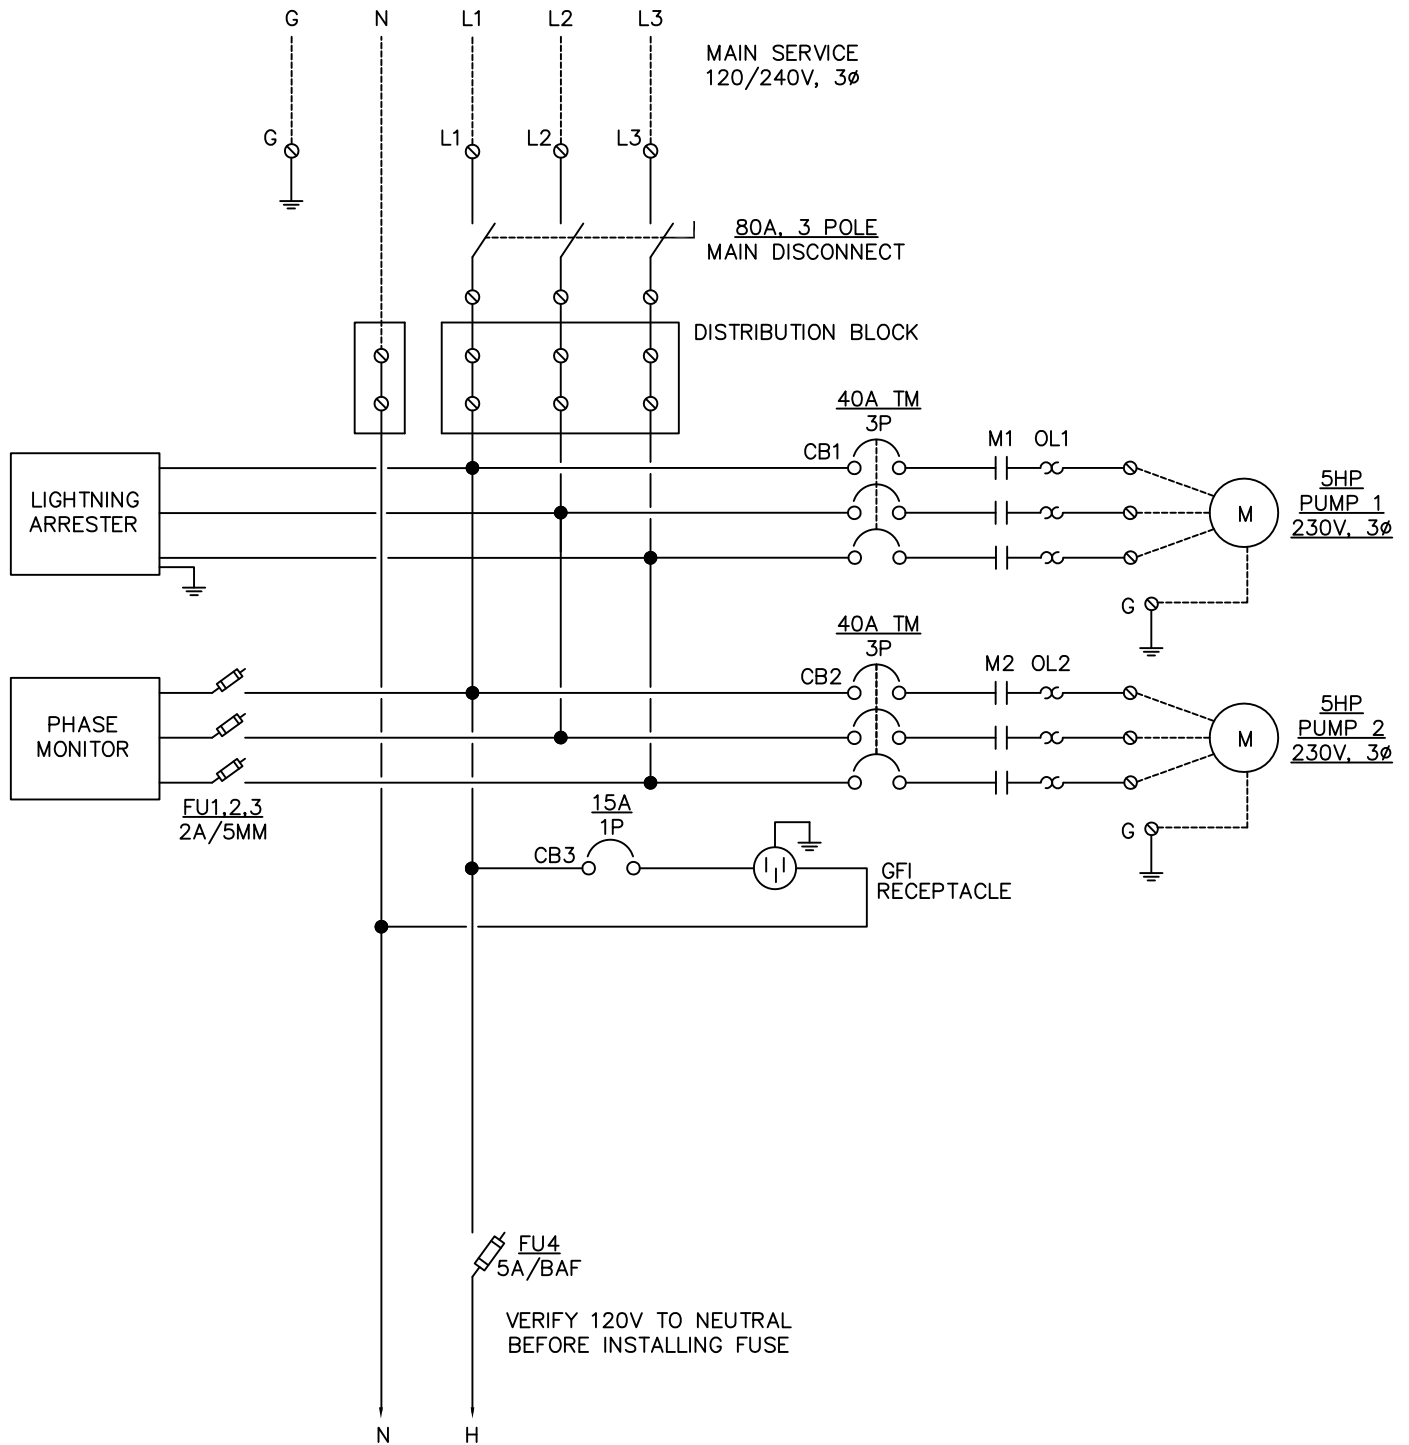 G N L1 L2 L3
MAIN SERVICE
120/240V, 3ø
G L1 L2 L3
80A, 3 POLE
MAIN DISCONNECT
DISTRIBUTION BLOCK
40A TM
3P
CB1 M1 OL1
LIGHTNING
ARRESTER
5HP
PUMP 1
230V, 3ø
M
G
40A TM
3P
CB2 M2 OL2
PHASE
MONITOR
5HP
PUMP 2
230V, 3ø
M
G
FU1,2,3
2A/5MM
15A
1P
CB3
GFI
RECEPTACLE
FU4
5A/BAF
VERIFY 120V TO NEUTRAL
BEFORE INSTALLING FUSE
N H